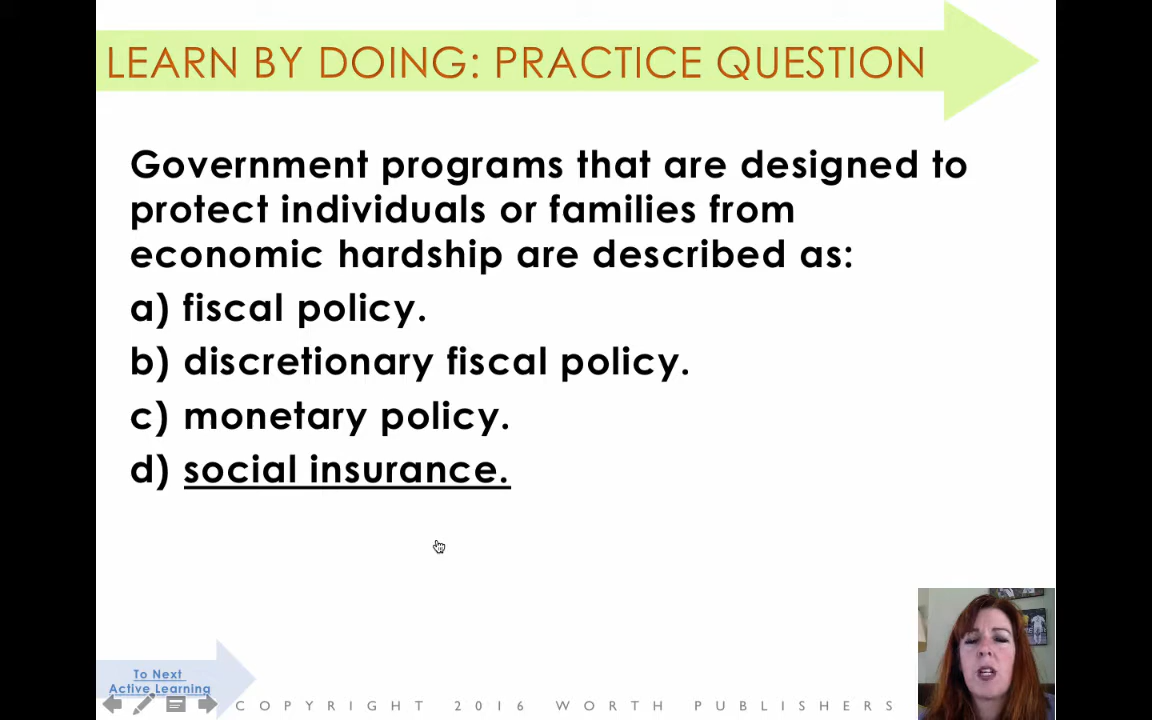 LEARN BY DOING: PRACTICE QUESTION
Government programs that are designed to
protect individuals or families from
economic hardship are described as:
a) fiscal policy.
b) discretionary fiscal policy.
c) monetary policy.
d) social insurance.
To Next
Active Learning
COPYRIGHT 2016 WORTH PUBLISHERS